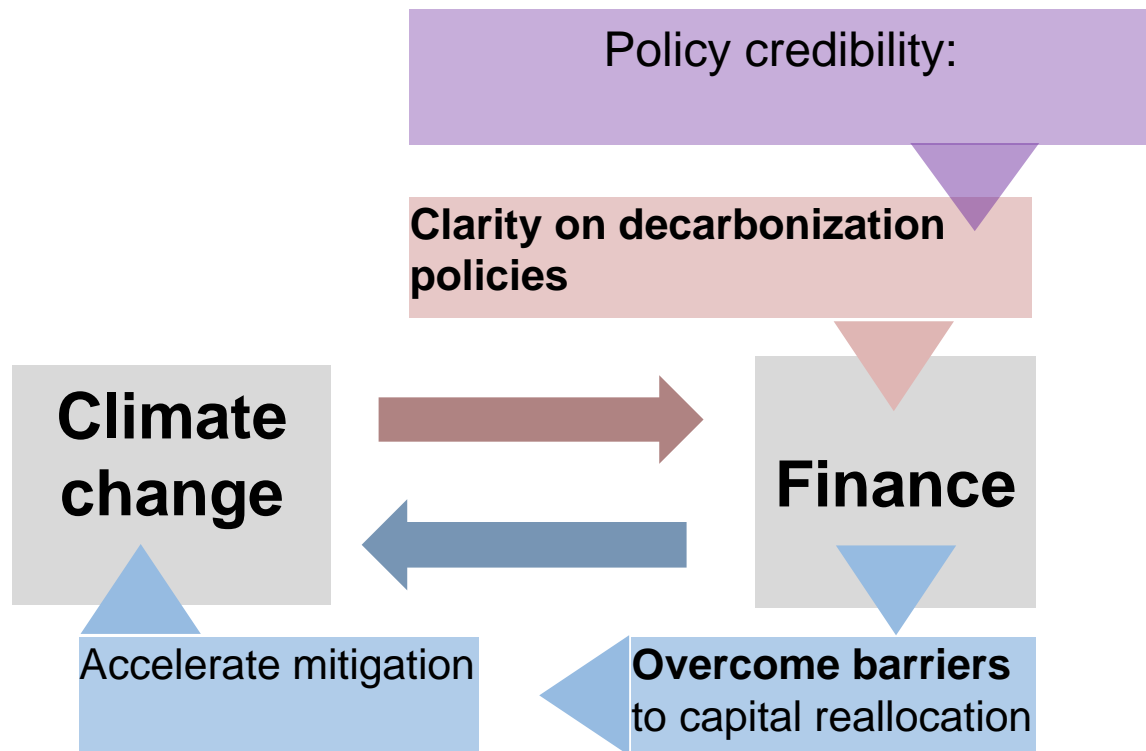 Policy credibility:
Clarity on decarbonization
policies
Climate
change
Finance
Accelerate mitigation
Overcome barriers
to capital reallocation